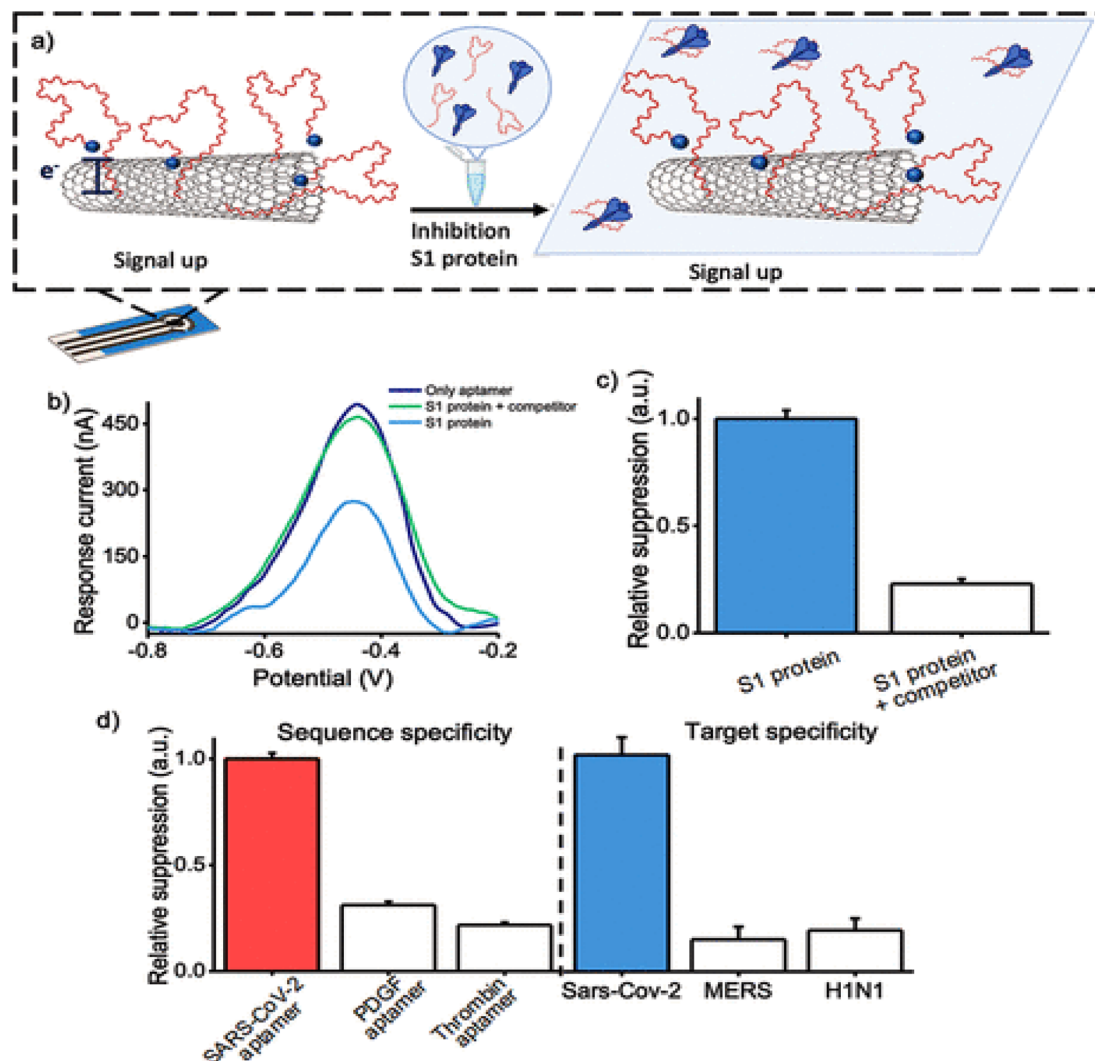 a)
e-
Signal up
Inhibition
S1 protein
Signal up
b)
Response current (nA)
450
300
150
0
Only aptamer
S1 protein + competitor
S1 protein
-0.8
-0.6
-0.4
-0.2
Potential (V)
c)
Relative suppression (a.u.)
1.0
0.5
0.0
S1 protein
S1 protein
+ competitor
d)
Sequence specificity
Target specificity
Relative suppression (a.u.)
1.0
0.5
0.0
SARS-CoV-2
aptamer
PDGF
aptamer
Thrombin
aptamer
Sars-Cov-2
MERS
H1N1